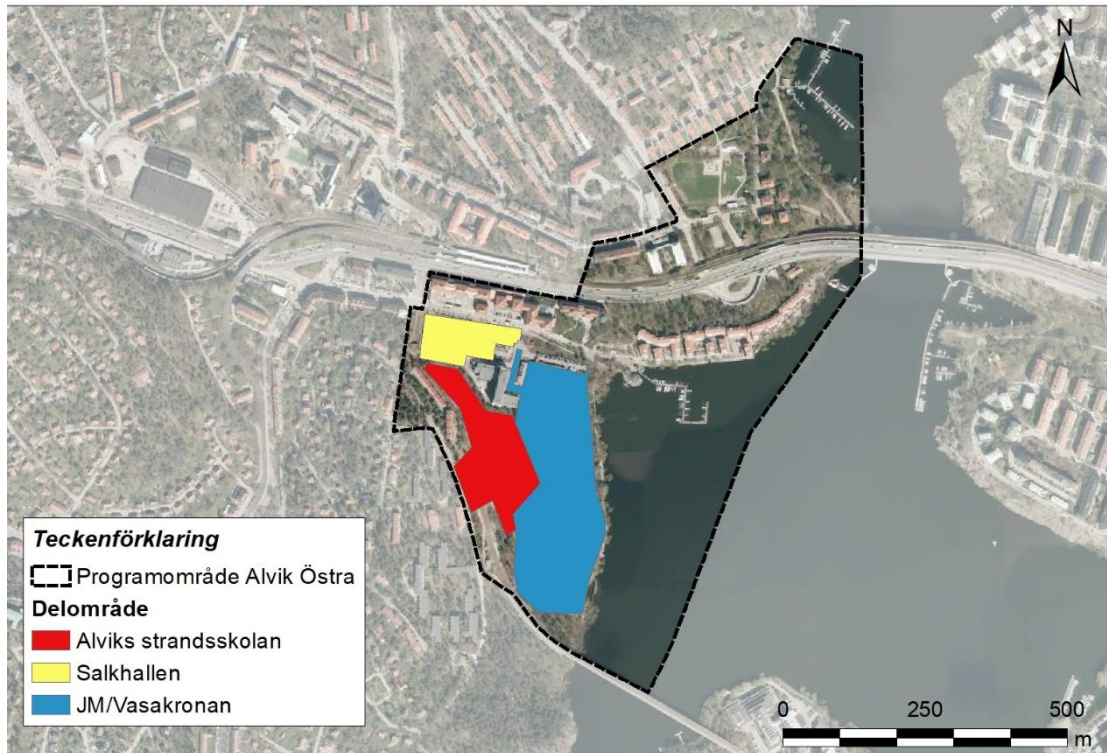 N
Teckenförklaring
Programområde Alvik Östra
Delområde
Alviks strandsskolan
Salkhallen
JM/Vasakronan
0 250 500
m